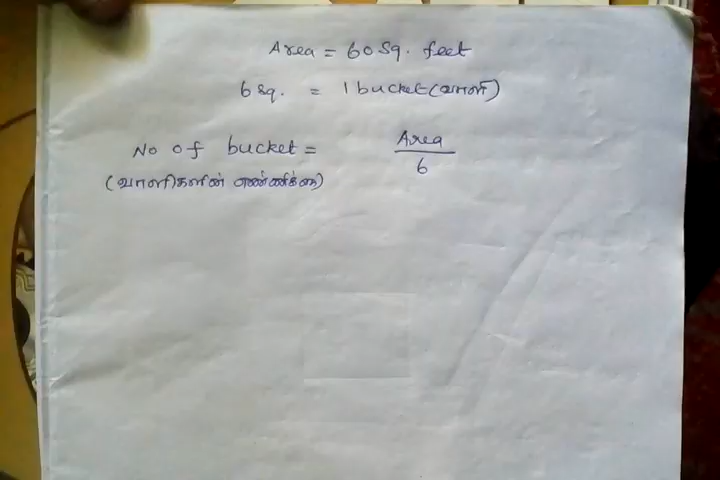 Area = 60 Sq. feet
6 sq. = 1 bucket (வாளி)
No of bucket = Area / 6
(வாளிகளின் எண்ணிக்கை)